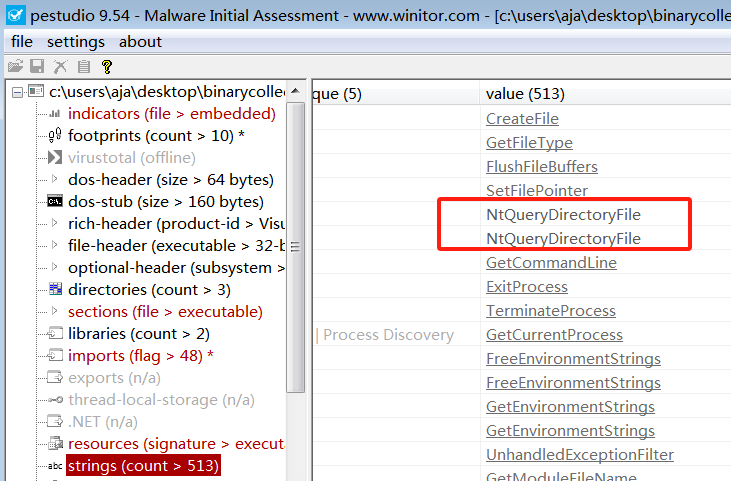 pestudio 9.54 - Malware Initial Assessment - www.winitor.com - [c:\users\aja\desktop\binarycollec
file settings about
c:\users\aja\desktop\binarycollec
indicators (file > embedded)
footprints (count > 10) *
virustotal (offline)
dos-header (size > 64 bytes)
dos-stub (size > 160 bytes)
rich-header (product-id > Visu
file-header (executable > 32-b
optional-header (subsystem >
directories (count > 3)
sections (file > executable)
libraries (count > 2)
imports (flag > 48) *
exports (n/a)
thread-local-storage (n/a)
.NET (n/a)
resources (signature > execut
abc strings (count > 513)
que (5) value (513)
CreateFile
GetFileType
FlushFileBuffers
SetFilePointer
NtQueryDirectoryFile
NtQueryDirectoryFile
GetCommandLine
ExitProcess
TerminateProcess
| Process Discovery GetCurrentProcess
FreeEnvironmentStrings
FreeEnvironmentStrings
GetEnvironmentStrings
GetEnvironmentStrings
UnhandledExceptionFilter
GetModuleFileName